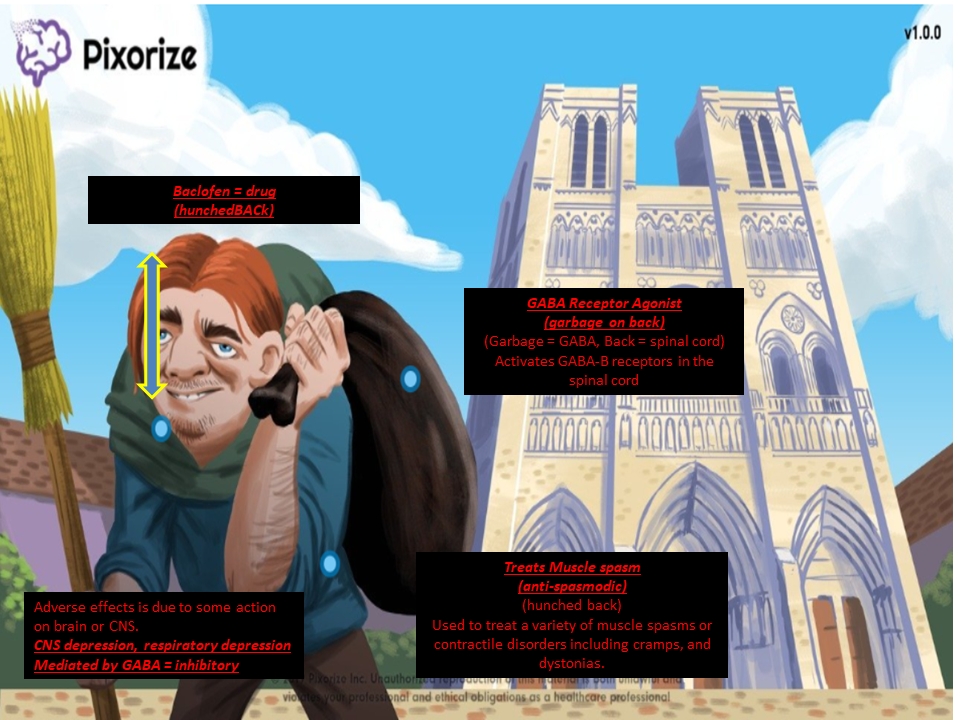 Pixorize
v1.0.0
Baclofen = drug
(hunchedBACk)
GABA Receptor Agonist
(garbage on back)
(Garbage = GABA, Back = spinal cord)
Activates GABA-B receptors in the
spinal cord
Treats Muscle spasm
(anti-spasmodic)
(hunched back)
Used to treat a variety of muscle spasms or
contractile disorders including cramps, and
dystonias.
Adverse effects is due to some action
on brain or CNS.
CNS depression, respiratory depression
Mediated by GABA = inhibitory
Pixorize Inc. Unauthorized reproduction of this material is both unlawful and
violates your professional and ethical obligations as a healthcare professional